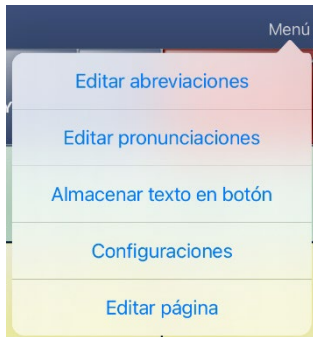 Menú
Editar abreviaciones
Editar pronunciaciones
Almacenar texto en botón
Configuraciones
Editar página